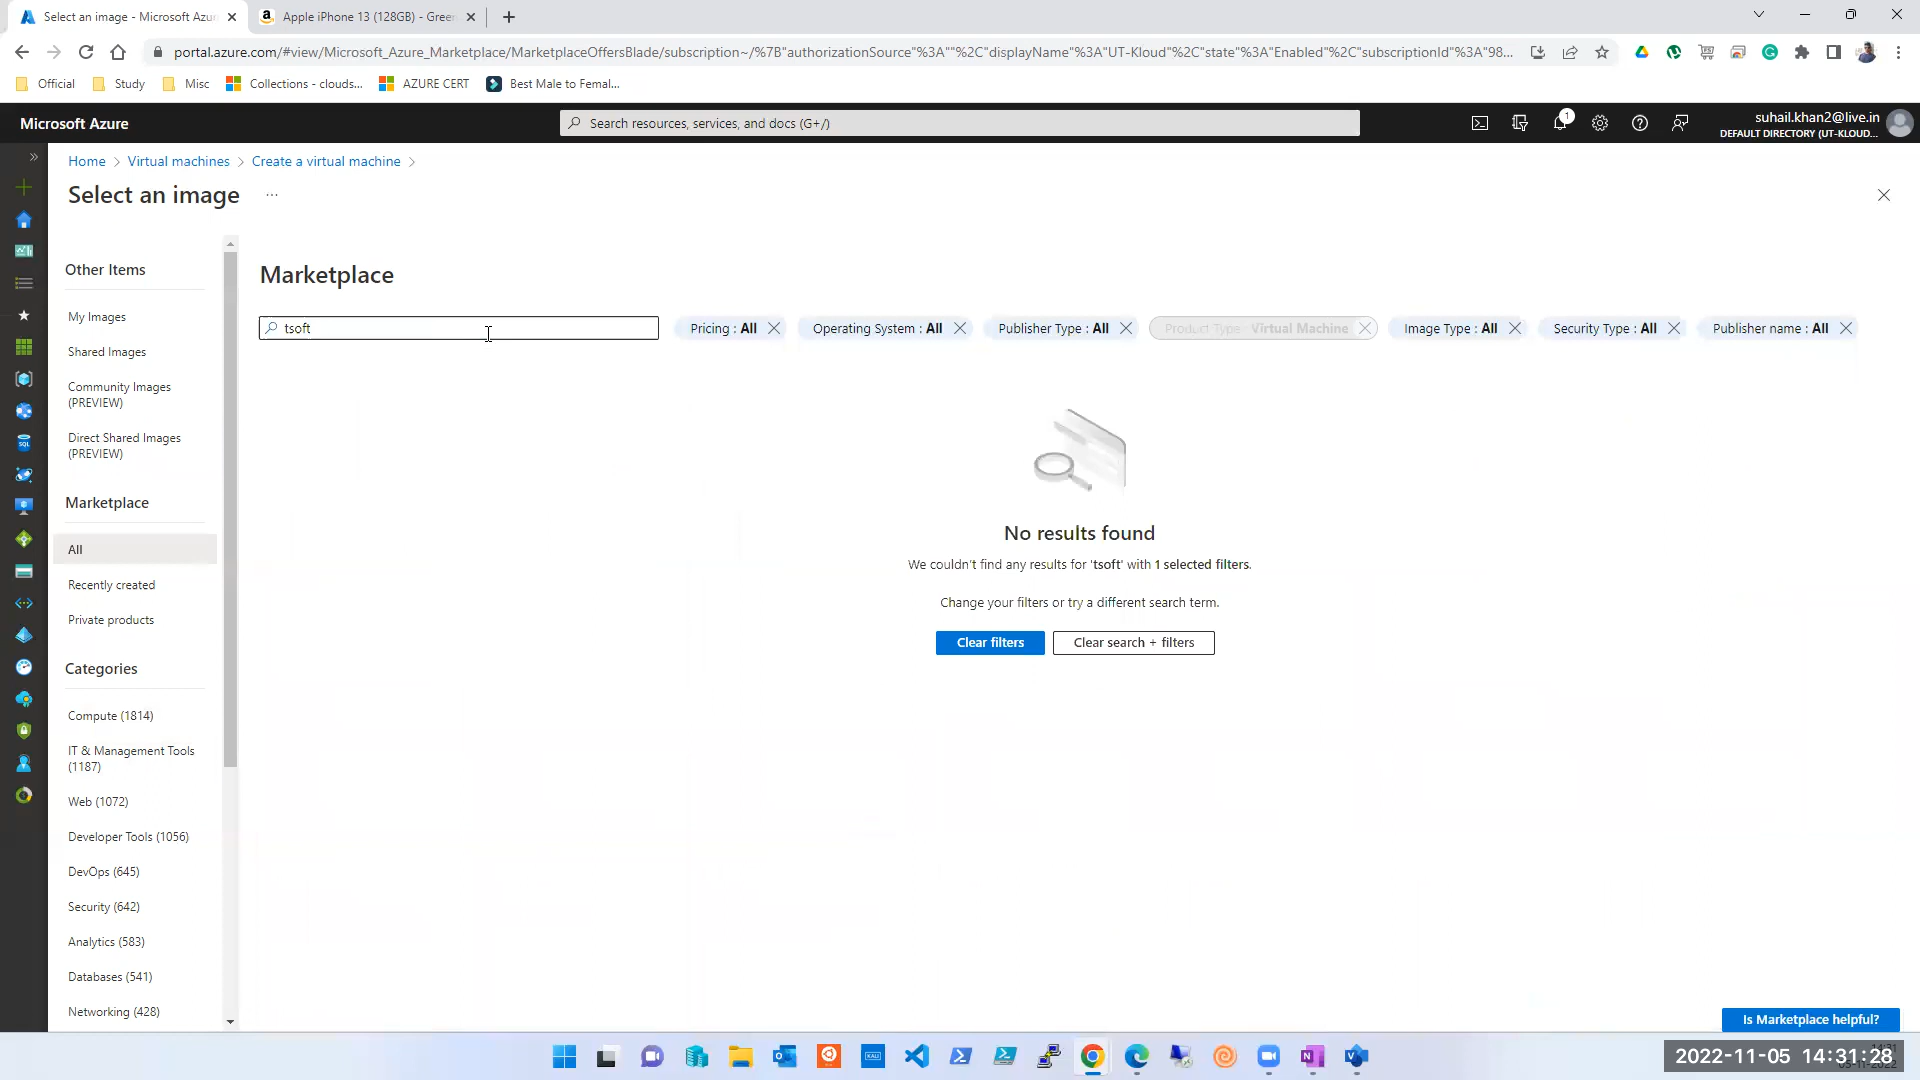 Select an image - Microsoft Azur
Apple iPhone 13 (128GB) - Green
portal.azure.com/#view/Microsoft_Azure_Marketplace/MarketplaceOffersBlade/subscription~/%7B"authorizationSource"%3A""%2C"displayName"%3A"UT-Kloud"%2C"state"%3A"Enabled"%2C"subscriptionId"%3A"98...
Official
Study
Misc
Collections - clouds...
AZURE CERT
Best Male to Femal...
Microsoft Azure
Search resources, services, and docs (G+/)
1
suhail.khan2@live.in
DEFAULT DIRECTORY (UT-KLOUD...
Home > Virtual machines > Create a virtual machine >
Select an image ...
Other Items
My Images
Shared Images
Community Images
(PREVIEW)
Direct Shared Images
(PREVIEW)
Marketplace
All
Recently created
Private products
Categories
Compute (1814)
IT & Management Tools
(1187)
Web (1072)
Developer Tools (1056)
DevOps (645)
Security (642)
Analytics (583)
Databases (541)
Networking (428)
Marketplace
tsoft
Pricing : All
Operating System : All
Publisher Type : All
Product Type : Virtual Machine
Image Type : All
Security Type : All
Publisher name : All
No results found
We couldn't find any results for 'tsoft' with 1 selected filters.
Change your filters or try a different search term.
Clear filters
Clear search + filters
Is Marketplace helpful?
2022-11-05 14:31:28